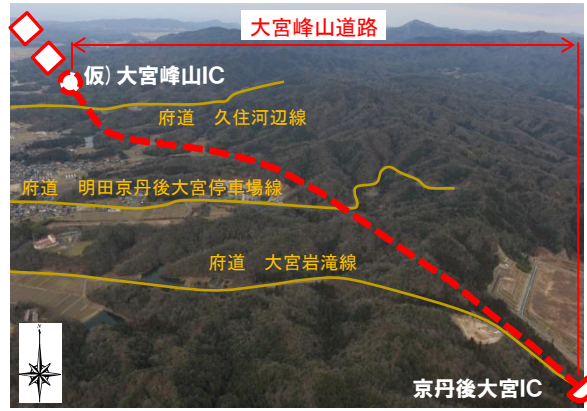 大宮峰山道路
仮) 大宮峰山IC
府道　久住河辺線
府道　明田京丹後大宮停車場線
府道　大宮岩滝線
京丹後大宮IC
N